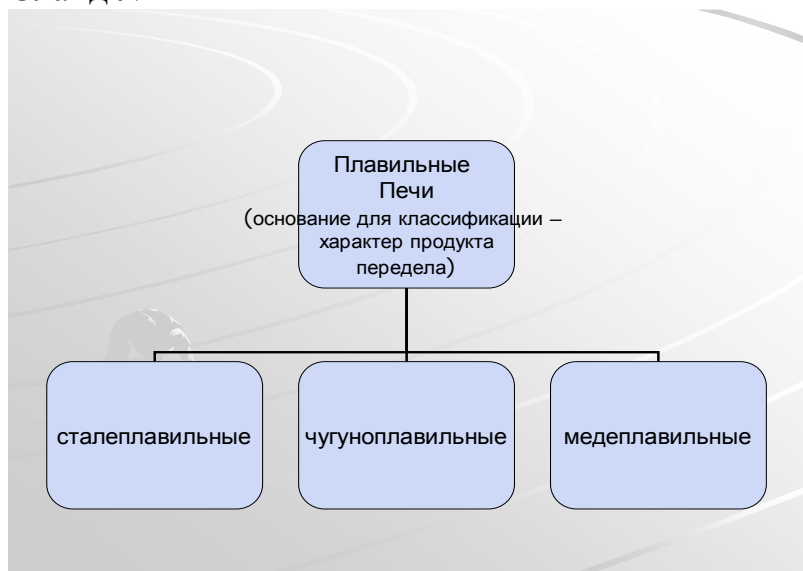 Плавильные
Печи
(основание для классификации –
характер продукта
передела)
сталеплавильные
чугуноплавильные
медеплавильные